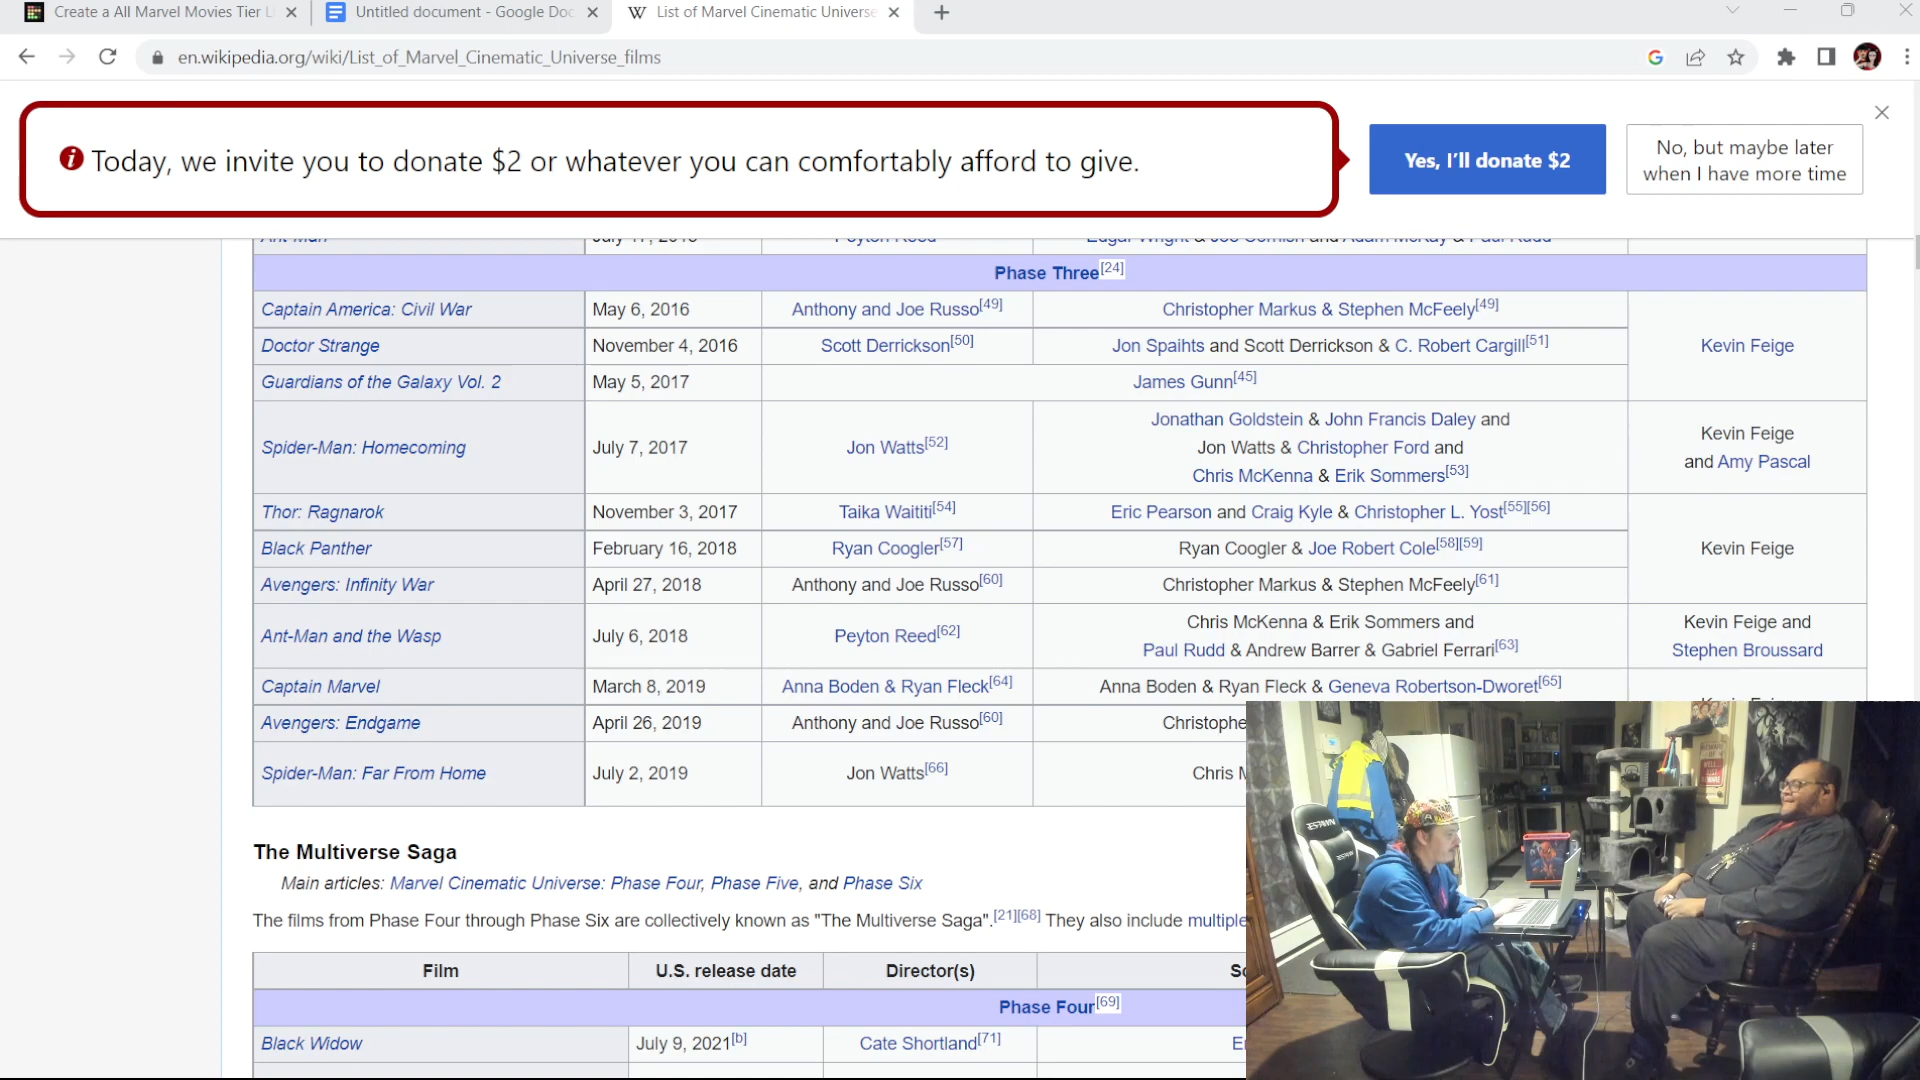 Create a All Marvel Movies Tier L
Untitled document - Google Doc
W List of Marvel Cinematic Universe
en.wikipedia.org/wiki/List_of_Marvel_Cinematic_Universe_films
Today, we invite you to donate $2 or whatever you can comfortably afford to give.
Yes, I'll donate $2
No, but maybe later
when I have more time
Phase Three[24]
Captain America: Civil War May 6, 2016 Anthony and Joe Russo[49] Christopher Markus & Stephen McFeely[49]
Doctor Strange November 4, 2016 Scott Derrickson[50] Jon Spaihts and Scott Derrickson & C. Robert Cargill[51] Kevin Feige
Guardians of the Galaxy Vol. 2 May 5, 2017 James Gunn[45]
Spider-Man: Homecoming July 7, 2017 Jon Watts[52]
Jonathan Goldstein & John Francis Daley and
Jon Watts & Christopher Ford and
Chris McKenna & Erik Sommers[53]
Kevin Feige
and Amy Pascal
Thor: Ragnarok November 3, 2017 Taika Waititi[54] Eric Pearson and Craig Kyle & Christopher L. Yost[55][56]
Black Panther February 16, 2018 Ryan Coogler[57] Ryan Coogler & Joe Robert Cole[58][59] Kevin Feige
Avengers: Infinity War April 27, 2018 Anthony and Joe Russo[60] Christopher Markus & Stephen McFeely[61]
Ant-Man and the Wasp July 6, 2018 Peyton Reed[62]
Chris McKenna & Erik Sommers and
Paul Rudd & Andrew Barrer & Gabriel Ferrari[63]
Kevin Feige and
Stephen Broussard
Captain Marvel March 8, 2019 Anna Boden & Ryan Fleck[64] Anna Boden & Ryan Fleck & Geneva Robertson-Dworet[65]
Avengers: Endgame April 26, 2019 Anthony and Joe Russo[60] Christophe
Spider-Man: Far From Home July 2, 2019 Jon Watts[66] Chris M
The Multiverse Saga
Main articles: Marvel Cinematic Universe: Phase Four, Phase Five, and Phase Six
The films from Phase Four through Phase Six are collectively known as "The Multiverse Saga".[21][68] They also include multiple
Film U.S. release date Director(s) Sc
Phase Four[69]
Black Widow July 9, 2021[b] Cate Shortland[71]
ESPAWN